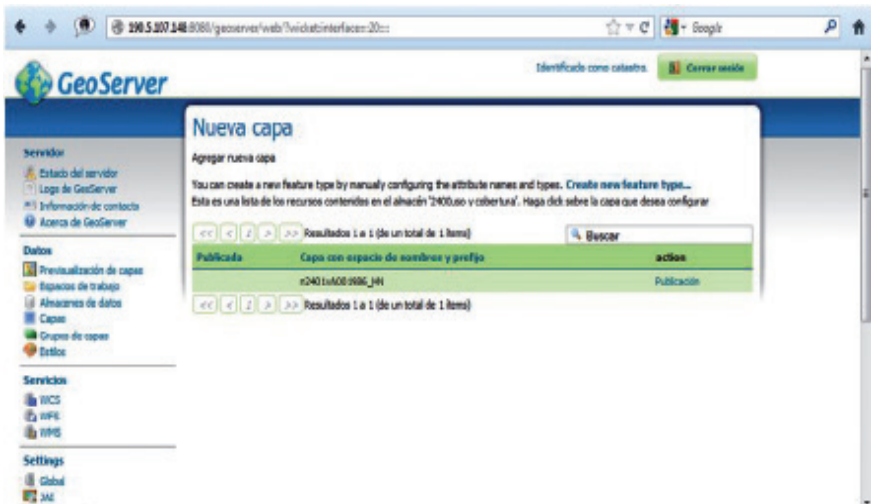 190.5.107.148:8080/geoserver/web/?wicket:interface=:20::::
Google
GeoServer
Identificado como catastro.
Cerrar sesión
Nueva capa
Agregar nueva capa
You can create a new feature type by manually configuring the attribute names and types. Create new feature type...
Esta es una lista de los recursos contenidos en el almacén '2400,uso y cobertura'. Haga click sobre la capa que desea configurar
<< < 1 > >> Resultados 1 a 1 (de un total de 1 ítems)
Buscar
Publicada Capa con espacio de nombres y prefijo action
Publicación
<< < 1 > >> Resultados 1 a 1 (de un total de 1 ítems)
Servidor
Estado del servidor
Logs de GeoServer
Información de contacto
Acerca de GeoServer
Datos
Previsualización de capas
Espacios de trabajo
Almacenes de datos
Capas
Grupos de capas
Estilos
Servicios
WCS
WFS
WMS
Settings
Global
JAI